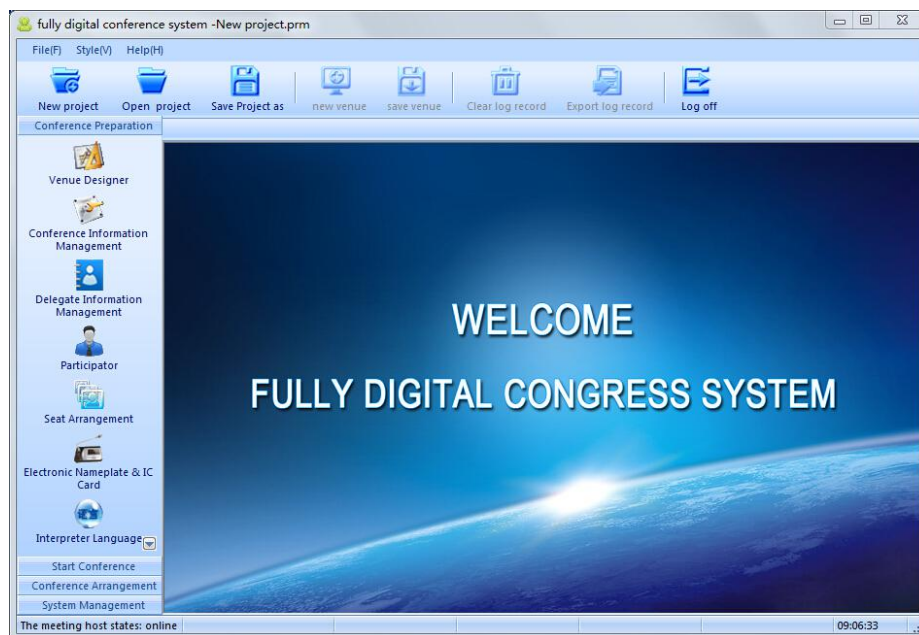 fully digital conference system -New project.prm
File(F) Style(V) Help(H)
New project Open project Save Project as new venue save venue Clear log record Export log record Log off
Conference Preparation
Venue Designer
Conference Information
Management
Delegate Information
Management
Participator
Seat Arrangement
Electronic Nameplate & IC
Card
Interpreter Language
Start Conference
Conference Arrangement
System Management
WELCOME
FULLY DIGITAL CONGRESS SYSTEM
The meeting host states: online
09:06:33